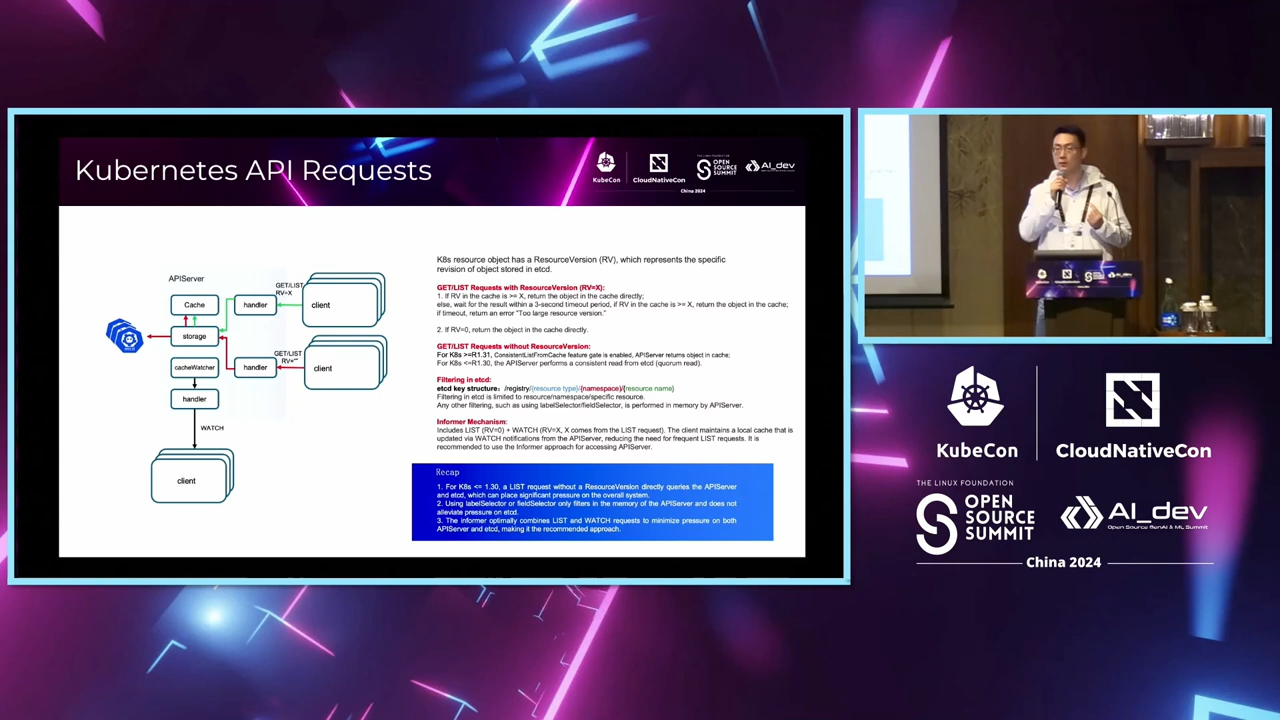 Kubernetes API Requests
KubeCon
CloudNativeCon
THE LINUX FOUNDATION
OPEN
SOURCE
SUMMIT
AI_dev
China 2024
APIServer
Cache
handler
GET/LIST
RV=X
client
storage
GET/LIST
RV=""
cacheWatcher
handler
client
handler
WATCH
client
K8s resource object has a ResourceVersion (RV), which represents the specific
revision of object stored in etcd.
GET/LIST Requests with ResourceVersion (RV=X):
1. If RV in the cache is >= X, return the object in the cache directly;
else, wait for the result within a 3-second timeout period, if RV in the cache is >= X, return the object in the cache;
if timeout, return an error "Too large resource version."
2. If RV=0, return the object in the cache directly.
GET/LIST Requests without ResourceVersion:
For K8s >=R1.31, ConsistentListFromCache feature gate is enabled, APIServer returns object in cache;
For K8s <=R1.30, the APIServer performs a consistent read from etcd (quorum read).
Filtering in etcd:
etcd key structure: /registry/{resource type}/{namespace}/{resource name}
Filtering in etcd is limited to resource/namespace/specific resource.
Any other filtering, such as using labelSelector/fieldSelector, is performed in memory by APIServer.
Informer Mechanism:
Includes LIST (RV=0) + WATCH (RV=X, X comes from the LIST request). The client maintains a local cache that is
updated via WATCH notifications from the APIServer, reducing the need for frequent LIST requests. It is
recommended to use the Informer approach for accessing APIServer.
Recap
1. For K8s <= 1.30, a LIST request without a ResourceVersion directly queries the APIServer
and etcd, which can place significant pressure on the overall system.
2. Using labelSelector or fieldSelector only filters in the memory of the APIServer and does not
alleviate pressure on etcd.
3. The informer optimally combines LIST and WATCH requests to minimize pressure on both
APIServer and etcd, making it the recommended approach.
KubeCon
CloudNativeCon
THE LINUX FOUNDATION
OPEN
SOURCE
SUMMIT
AI_dev
Open Source GenAI & ML Summit
China 2024